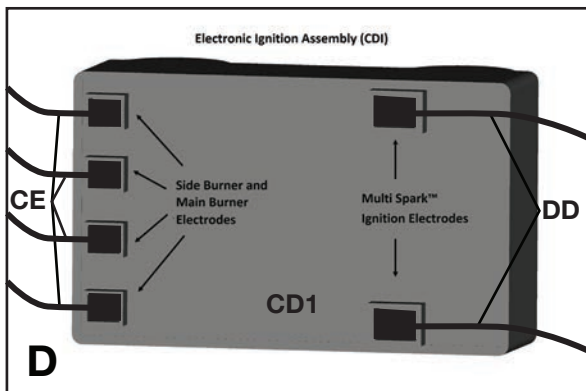 Electronic Ignition Assembly (CDI)
Side Burner and
Main Burner
Electrodes
Multi Spark™
Ignition Electrodes
CE
DD
CD1
D